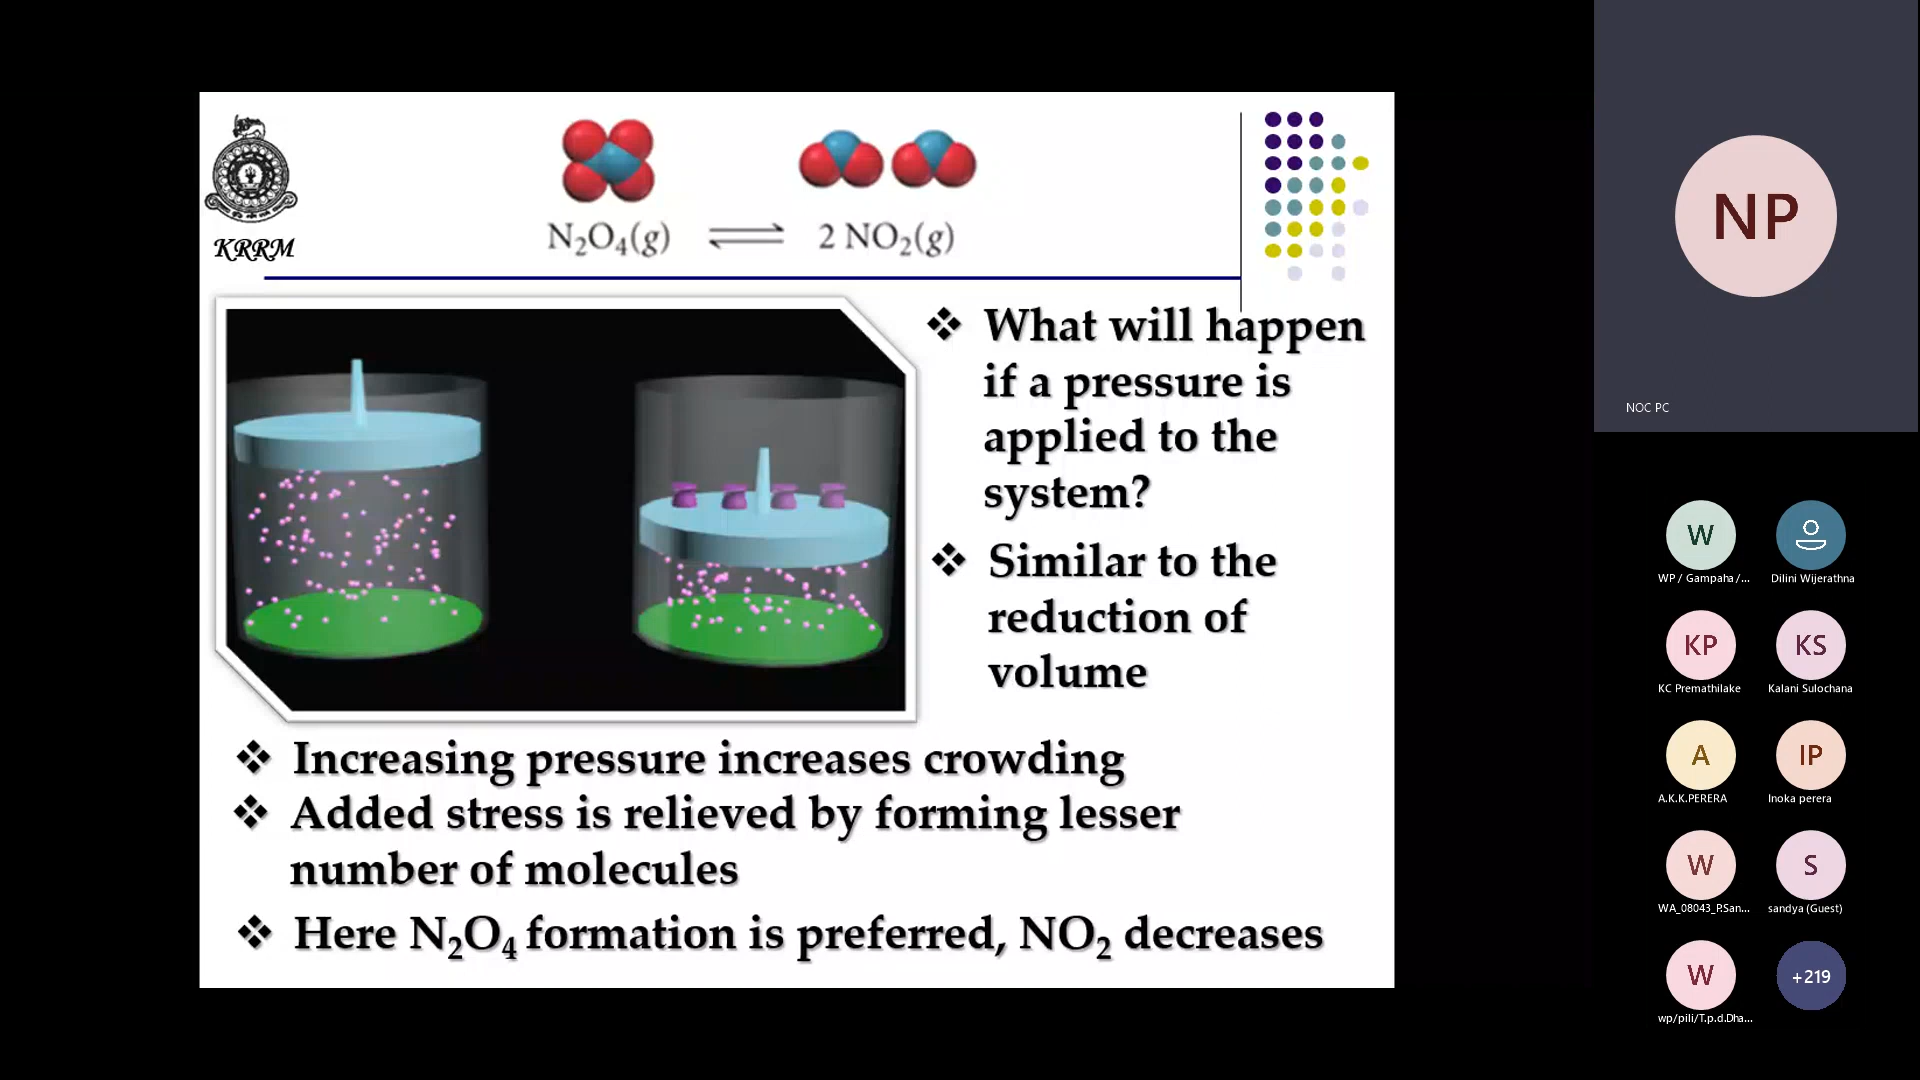 KRRM
N₂O₄(g) ⇌ 2 NO₂(g)
❖ What will happen
if a pressure is
applied to the
system?
❖ Similar to the
reduction of
volume
❖ Increasing pressure increases crowding
❖ Added stress is relieved by forming lesser
number of molecules
❖ Here N₂O₄ formation is preferred, NO₂ decreases
NP
NOC PC
W
WP / Gampaha /...
Dilini Wijerathna
KP
KC Premathilake
KS
Kalani Sulochana
A
A.K.K.PERERA
IP
Inoka perera
W
WA_08043_P.San...
S
sandya (Guest)
W
wp/pili/T.p.d.Dha...
+219